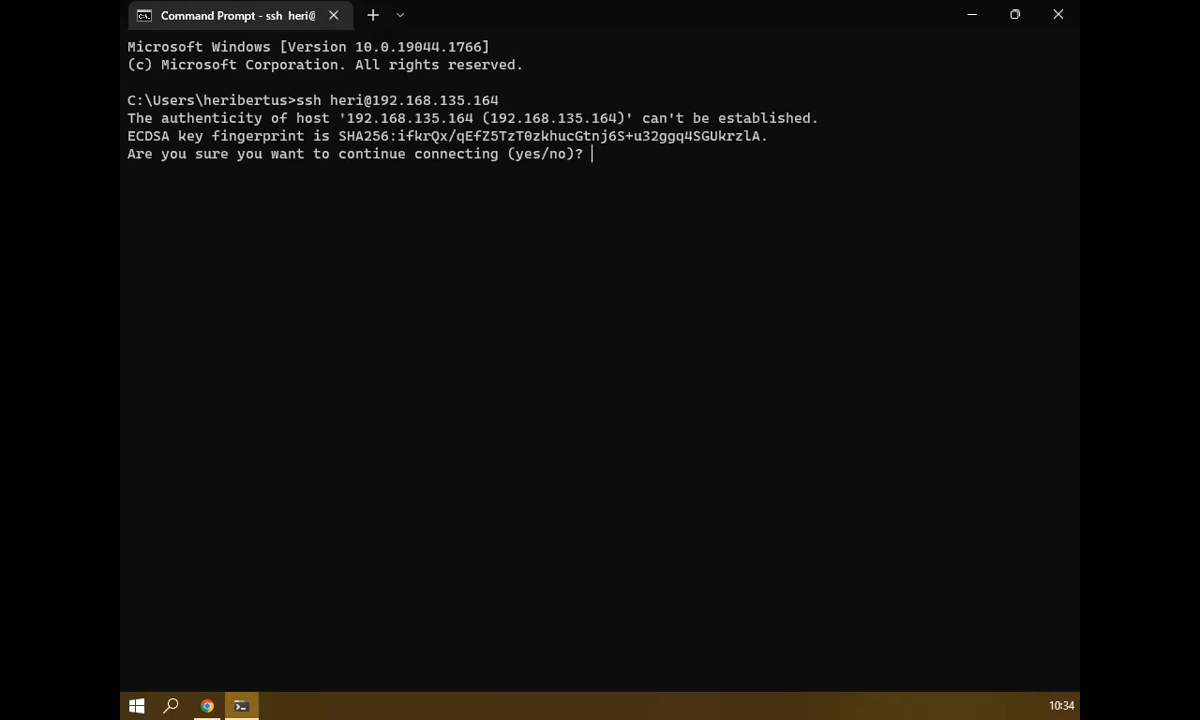 Command Prompt - ssh heri@
Microsoft Windows [Version 10.0.19044.1766]
(c) Microsoft Corporation. All rights reserved.
C:\Users\heribertus>ssh heri@192.168.135.164
The authenticity of host '192.168.135.164 (192.168.135.164)' can't be established.
ECDSA key fingerprint is SHA256:ifkrQx/qEfZ5TzT0zkhucGtnj6S+u32ggq4SGUkrzlA.
Are you sure you want to continue connecting (yes/no)?
10:34